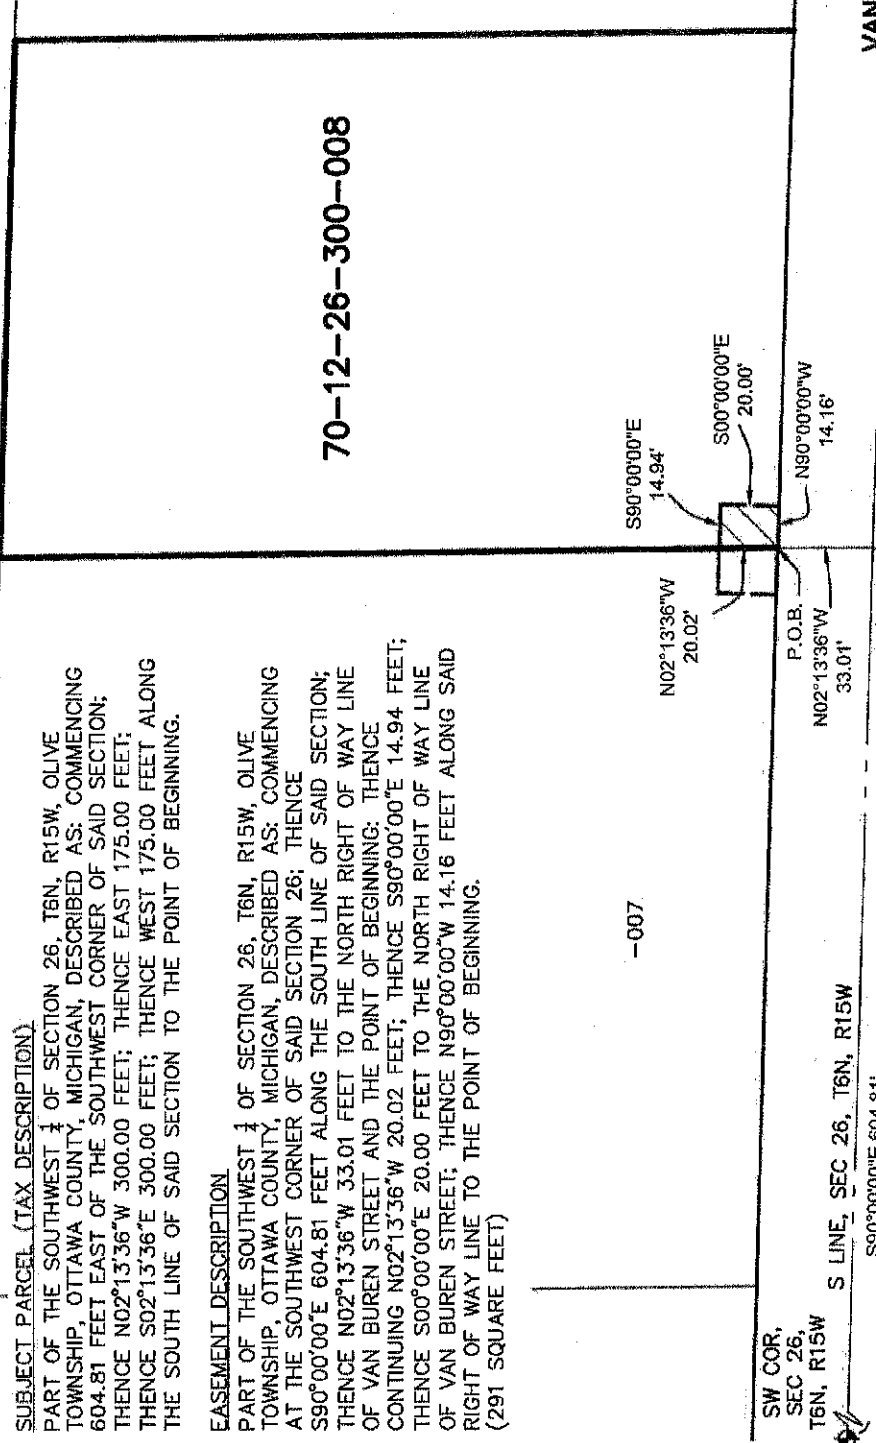 SUBJECT PARCEL (TAX DESCRIPTION)
PART OF THE SOUTHWEST ¼ OF SECTION 26, T6N, R15W, OLIVE
TOWNSHIP, OTTAWA COUNTY, MICHIGAN, DESCRIBED AS: COMMENCING
604.81 FEET EAST OF THE SOUTHWEST CORNER OF SAID SECTION;
THENCE N02°13'36"W 300.00 FEET; THENCE EAST 175.00 FEET;
THENCE S02°13'36"E 300.00 FEET; THENCE WEST 175.00 FEET ALONG
THE SOUTH LINE OF SAID SECTION TO THE POINT OF BEGINNING.
EASEMENT DESCRIPTION
PART OF THE SOUTHWEST ¼ OF SECTION 26, T6N, R15W, OLIVE
TOWNSHIP, OTTAWA COUNTY, MICHIGAN, DESCRIBED AS: COMMENCING
AT THE SOUTHWEST CORNER OF SAID SECTION 26; THENCE
S90°00'00"E 604.81 FEET ALONG THE SOUTH LINE OF SAID SECTION;
THENCE N02°13'36"W 33.01 FEET TO THE NORTH RIGHT OF WAY LINE
OF VAN BUREN STREET AND THE POINT OF BEGINNING: THENCE
CONTINUING N02°13'36"W 20.02 FEET; THENCE S90°00'00"E 14.94 FEET;
THENCE S00°00'00"E 20.00 FEET TO THE NORTH RIGHT OF WAY LINE
OF VAN BUREN STREET; THENCE N90°00'00"W 14.16 FEET ALONG SAID
RIGHT OF WAY LINE TO THE POINT OF BEGINNING.
(291 SQUARE FEET)
70-12-26-300-008
-007
S90°00'00"E
14.94'
S00°00'00"E
20.00'
N90°00'00"W
14.16'
N02°13'36"W
20.02'
P.O.B.
N02°13'36"W
33.01'
SW COR,
SEC 26,
T6N, R15W
S LINE, SEC 26, T6N, R15W
S90°00'00"E 604.81'
VAN